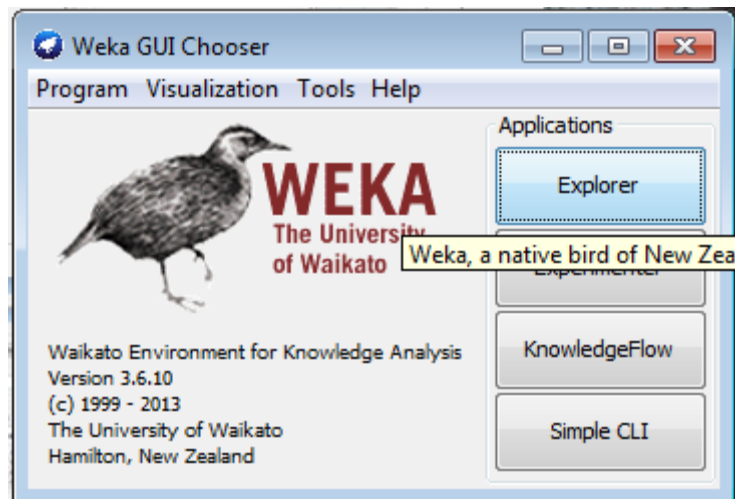 Weka GUI Chooser
Program Visualization Tools Help
WEKA
The University
of Waikato
Applications
Explorer
Weka, a native bird of New Zea
Experimenter
KnowledgeFlow
Simple CLI
Waikato Environment for Knowledge Analysis
Version 3.6.10
(c) 1999 - 2013
The University of Waikato
Hamilton, New Zealand